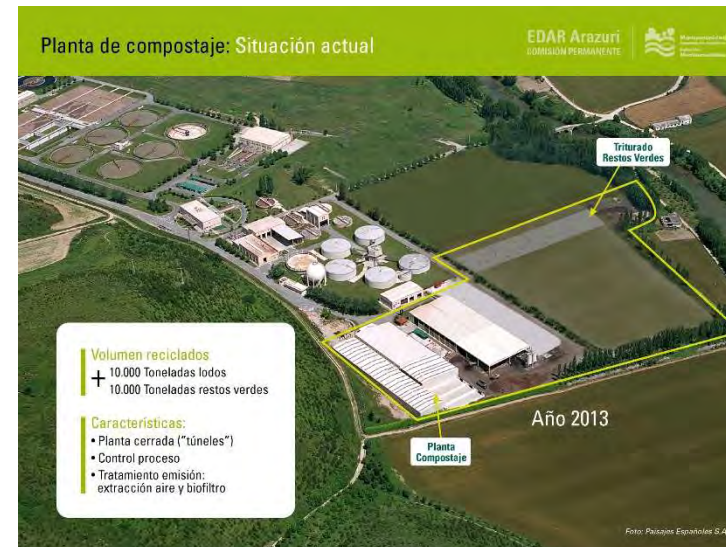 Planta de compostaje: Situación actual
EDAR Arazuri
COMISIÓN PERMANENTE
Triturado
Restos Verdes
Volumen reciclados
+ 10.000 Toneladas lodos
10.000 Toneladas restos verdes
Características:
• Planta cerrada ("túneles")
• Control proceso
• Tratamiento emisión:
extracción aire y biofiltro
Año 2013
Planta
Compostaje
Foto: Paisajes Españoles S.A